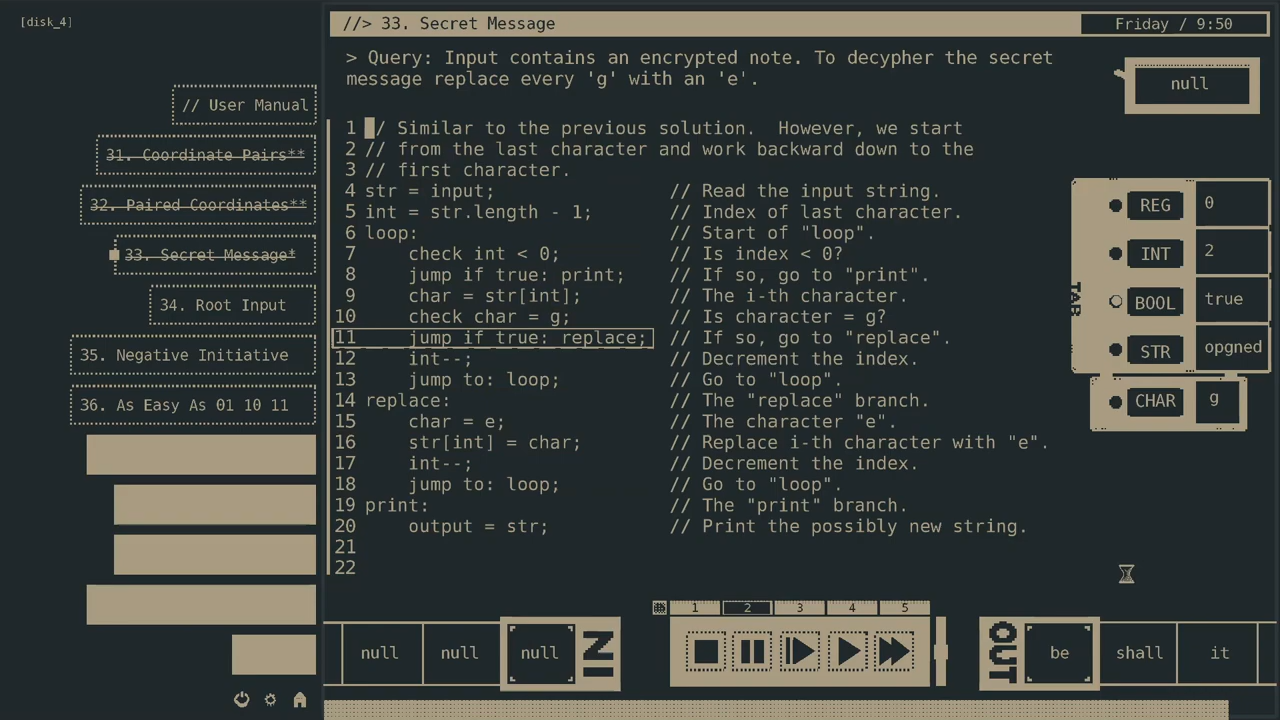 [disk_4]
//> 33. Secret Message
Friday / 9:50
> Query: Input contains an encrypted note. To decypher the secret
message replace every 'g' with an 'e'.
null
// User Manual
31. Coordinate Pairs**
32. Paired Coordinates**
33. Secret Message*
34. Root Input
35. Negative Initiative
36. As Easy As 01 10 11
1 // Similar to the previous solution.  However, we start
2 // from the last character and work backward down to the
3 // first character.
4 str = input; // Read the input string.
5 int = str.length - 1; // Index of last character.
6 loop: // Start of "loop".
7 check int < 0; // Is index < 0?
8 jump if true: print; // If so, go to "print".
9 char = str[int]; // The i-th character.
10 check char = g; // Is character = g?
11 jump if true: replace; // If so, go to "replace".
12 int--; // Decrement the index.
13 jump to: loop; // Go to "loop".
14 replace: // The "replace" branch.
15 char = e; // The character "e".
16 str[int] = char; // Replace i-th character with "e".
17 int--; // Decrement the index.
18 jump to: loop; // Go to "loop".
19 print: // The "print" branch.
20 output = str; // Print the possibly new string.
21
22
TAB
REG 0
INT 2
BOOL true
STR opgned
CHAR g
1 2 3 4 5
null null null IN
OUT be shall it